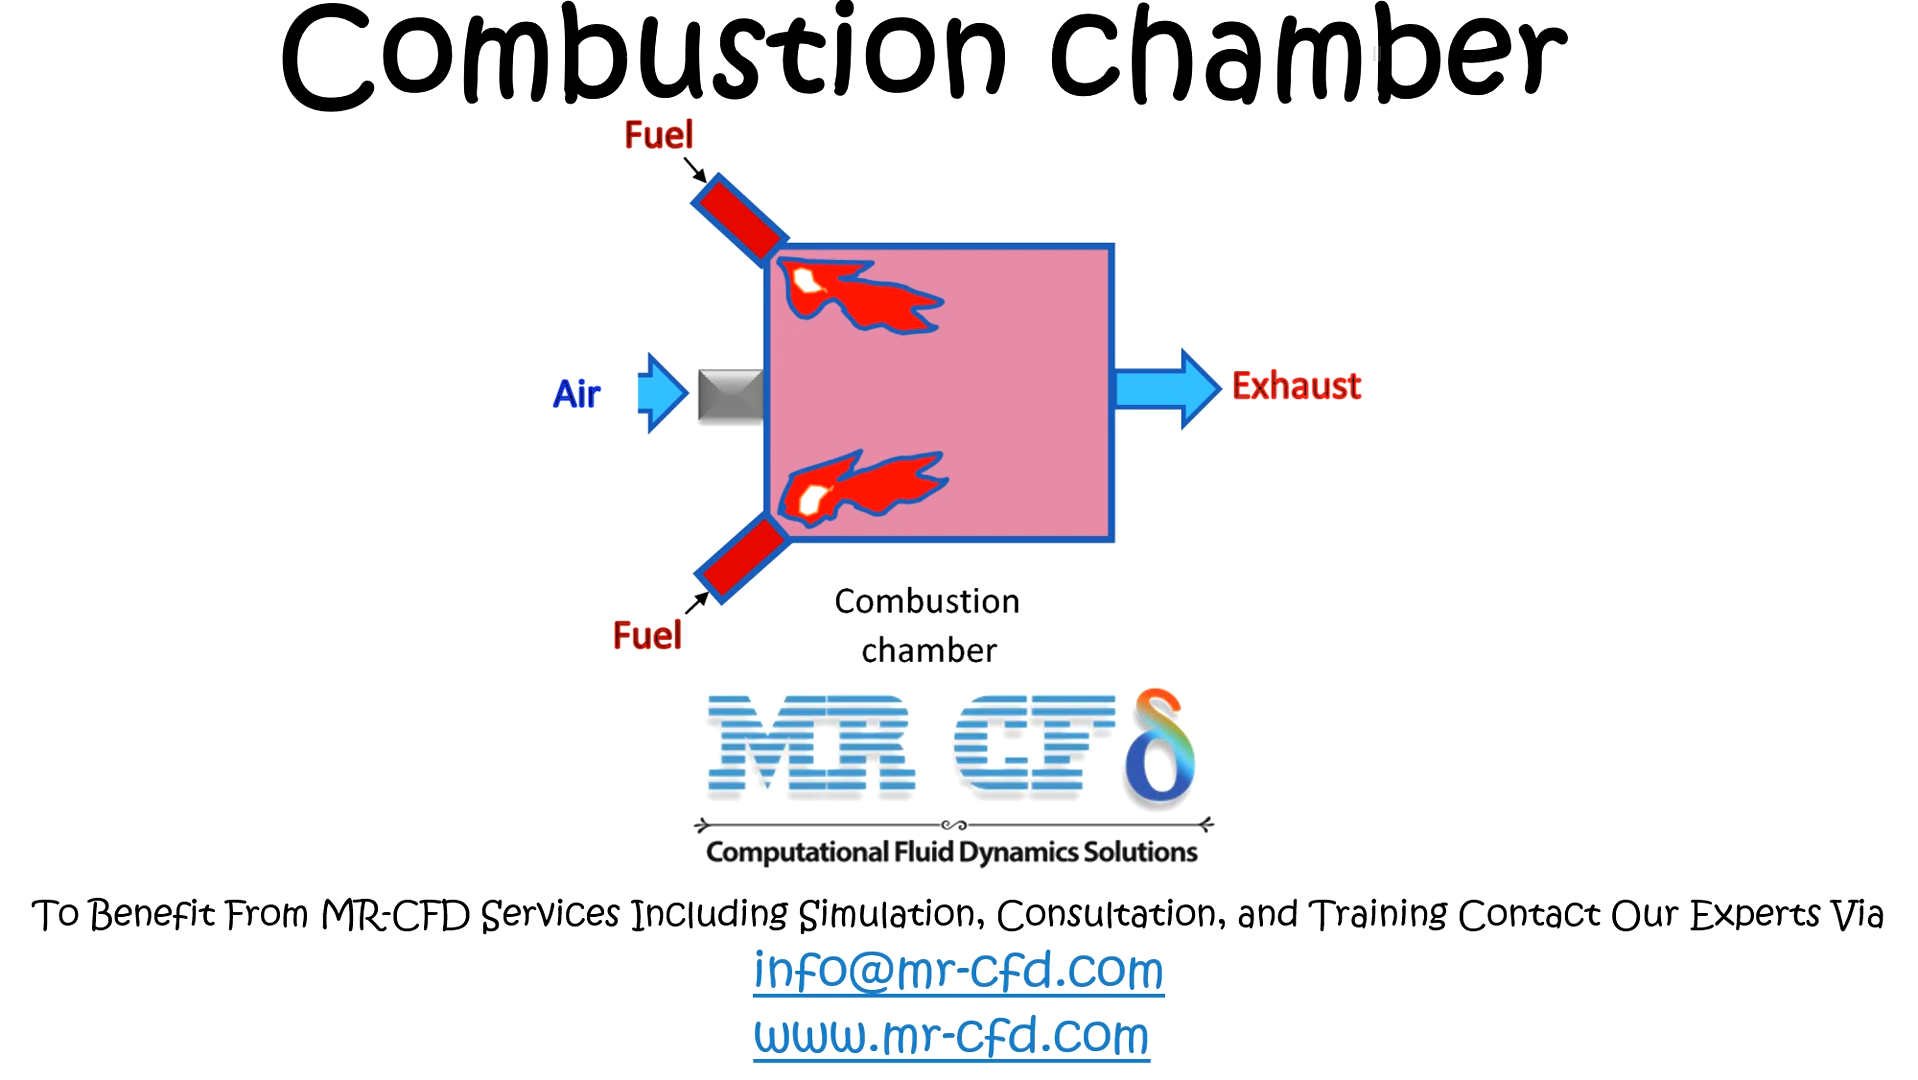 Combustion chamber
Fuel
Air
Exhaust
Fuel
Combustion
chamber
MR CFδ
Computational Fluid Dynamics Solutions
To Benefit From MR-CFD Services Including Simulation, Consultation, and Training Contact Our Experts Via
info@mr-cfd.com
www.mr-cfd.com